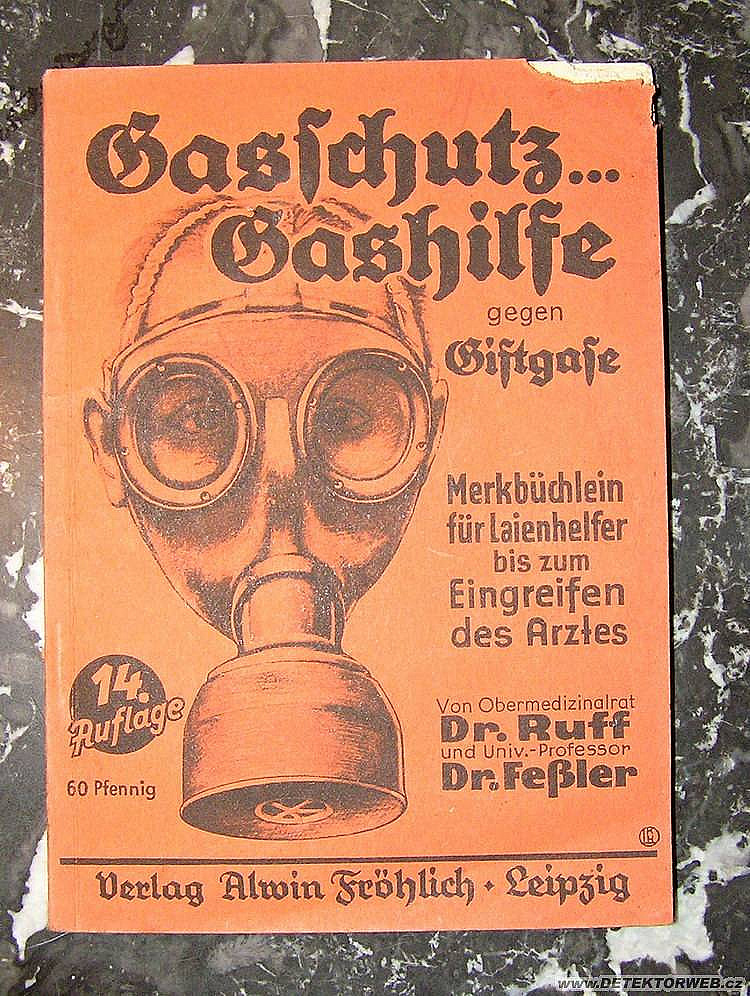 Gasſchutz...
Gashilfe
gegen
Giftgaſe
Merkbüchlein
für Laienhelfer
bis zum
Eingreifen
des Arztes
Von Obermedizinalrat
Dr. Ruff
und Univ.-Professor
Dr. Feßler
14.
Auflage
60 Pfennig
Verlag Alwin Fröhlich • Leipzig
www.DETEKTORWEB.cz